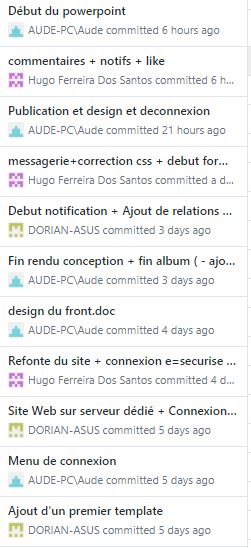 Début du powerpoint
AUDE-PC\Aude committed 6 hours ago
commentaires + notifs + like
Hugo Ferreira Dos Santos committed 6 h...
Publication et design et deconnexion
AUDE-PC\Aude committed 21 hours ago
messagerie+correction css + debut for...
Hugo Ferreira Dos Santos committed a d...
Debut notification + Ajout de relations ...
DORIAN-ASUS committed 3 days ago
Fin rendu conception + fin album ( - ajo...
AUDE-PC\Aude committed 3 days ago
design du front.doc
AUDE-PC\Aude committed 4 days ago
Refonte du site + connexion e=securise ...
Hugo Ferreira Dos Santos committed 4 d...
Site Web sur serveur dédié + Connexion...
DORIAN-ASUS committed 5 days ago
Menu de connexion
AUDE-PC\Aude committed 5 days ago
Ajout d'un premier template
DORIAN-ASUS committed 5 days ago